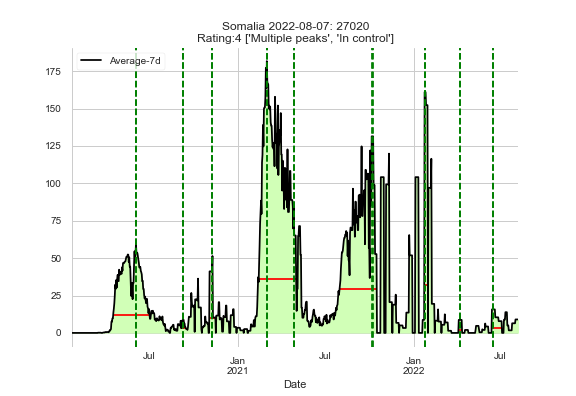 Somalia 2022-08-07: 27020
Rating:4 ['Multiple peaks', 'In control']
Average-7d
175
150
125
100
75
50
25
0
Jul
Jan
2021
Jul
Jan
2022
Jul
Date